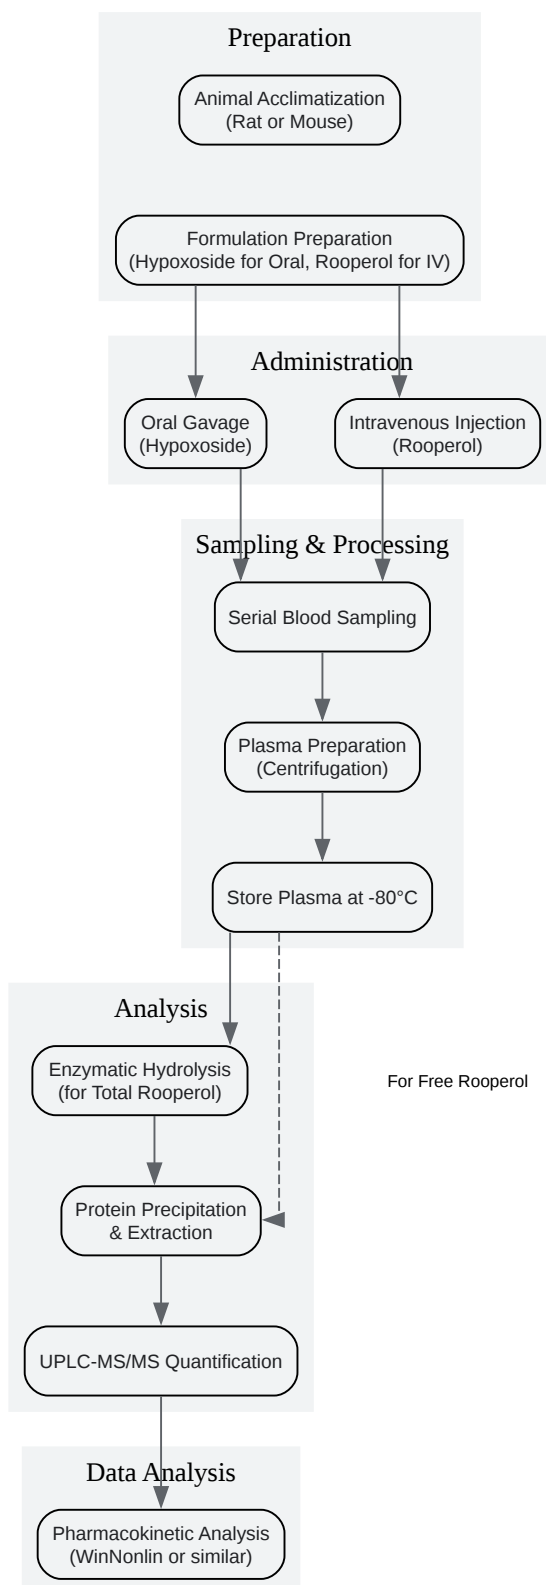 Preparation
Animal Acclimatization
(Rat or Mouse)
Formulation Preparation
(Hypoxoside for Oral, Rooperol for IV)
Administration
Oral Gavage
(Hypoxoside)
Intravenous Injection
(Rooperol)
Sampling & Processing
Serial Blood Sampling
Plasma Preparation
(Centrifugation)
Store Plasma at -80°C
Analysis
Enzymatic Hydrolysis
(for Total Rooperol)
For Free Rooperol
Protein Precipitation
& Extraction
UPLC-MS/MS Quantification
Data Analysis
Pharmacokinetic Analysis
(WinNonlin or similar)